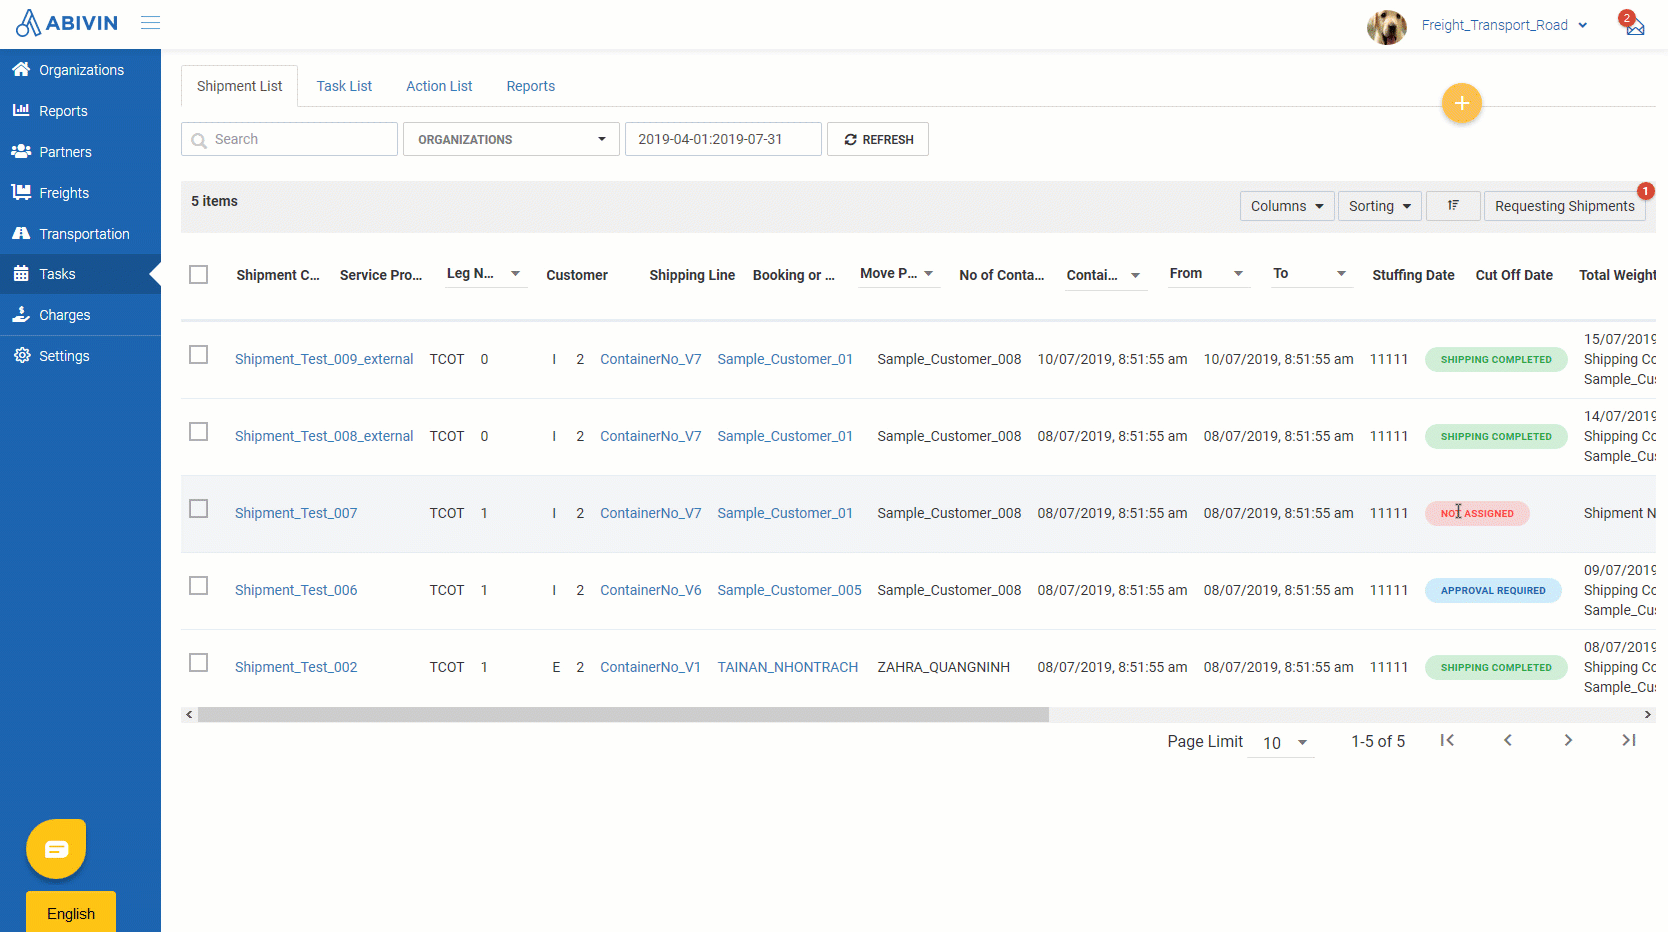 ABIVIN
Freight_Transport_Road
2
Organizations
Reports
Partners
Freights
Transportation
Tasks
Charges
Settings
English
Shipment List Task List Action List Reports
+
Search ORGANIZATIONS 2019-04-01:2019-07-31 REFRESH
5 items Columns Sorting Requesting Shipments 1
Shipment C... Service Pro... Leg N... Customer Shipping Line Booking or ... Move P... No of Conta... Contai... From To Stuffing Date Cut Off Date Total Weight
15/07/2019
Shipment_Test_009_external TCOT 0 I 2 ContainerNo_V7 Sample_Customer_01 Sample_Customer_008 10/07/2019, 8:51:55 am 10/07/2019, 8:51:55 am 11111 SHIPPING COMPLETED Shipping Co
Sample_Cus
14/07/2019
Shipment_Test_008_external TCOT 0 I 2 ContainerNo_V7 Sample_Customer_01 Sample_Customer_008 08/07/2019, 8:51:55 am 08/07/2019, 8:51:55 am 11111 SHIPPING COMPLETED Shipping Co
Sample_Cus
Shipment_Test_007 TCOT 1 I 2 ContainerNo_V7 Sample_Customer_01 Sample_Customer_008 08/07/2019, 8:51:55 am 08/07/2019, 8:51:55 am 11111 NOT ASSIGNED Shipment N
09/07/2019
Shipment_Test_006 TCOT 1 I 2 ContainerNo_V6 Sample_Customer_005 Sample_Customer_008 08/07/2019, 8:51:55 am 08/07/2019, 8:51:55 am 11111 APPROVAL REQUIRED Shipping Co
Sample_Cus
08/07/2019
Shipment_Test_002 TCOT 1 E 2 ContainerNo_V1 TAINAN_NHONTRACH ZAHRA_QUANGNINH 08/07/2019, 8:51:55 am 08/07/2019, 8:51:55 am 11111 SHIPPING COMPLETED Shipping Co
Sample_Cus
Page Limit 10 1-5 of 5